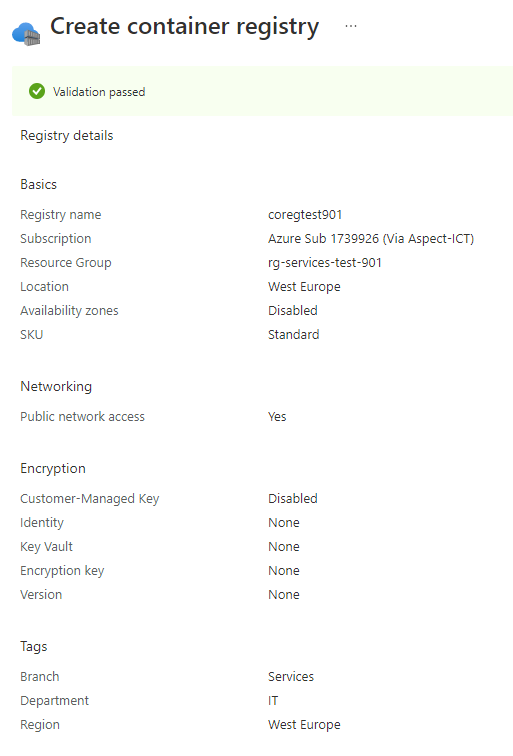 Create container registry ...
Validation passed
Registry details
Basics
Registry name coregtest901
Subscription Azure Sub 1739926 (Via Aspect-ICT)
Resource Group rg-services-test-901
Location West Europe
Availability zones Disabled
SKU Standard
Networking
Public network access Yes
Encryption
Customer-Managed Key Disabled
Identity None
Key Vault None
Encryption key None
Version None
Tags
Branch Services
Department IT
Region West Europe